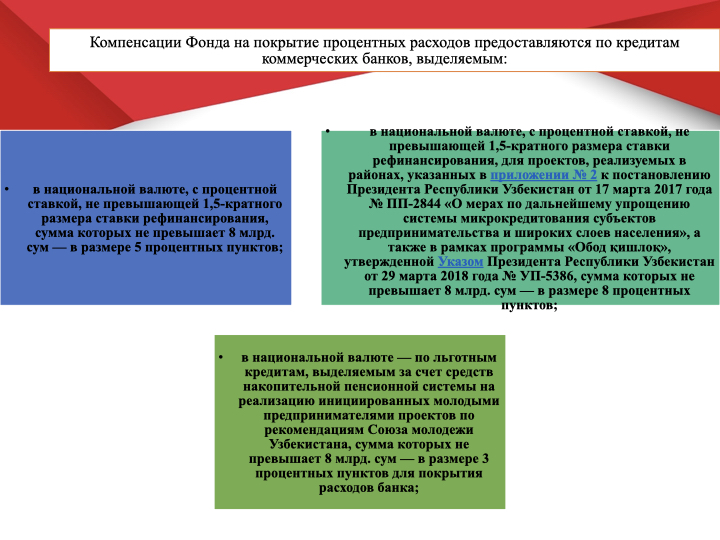 Компенсации Фонда на покрытие процентных расходов предоставляются по кредитам
коммерческих банков, выделяемым:
• в национальной валюте, с процентной
ставкой, не превышающей 1,5-кратного
размера ставки рефинансирования,
сумма которых не превышает 8 млрд.
сум — в размере 5 процентных пунктов;
• в национальной валюте, с процентной ставкой, не
превышающей 1,5-кратного размера ставки
рефинансирования, для проектов, реализуемых в
районах, указанных в приложении № 2 к постановлению
Президента Республики Узбекистан от 17 марта 2017 года
№ ПП-2844 «О мерах по дальнейшему упрощению
системы микрокредитования субъектов
предпринимательства и широких слоев населения», а
также в рамках программы «Обод қишлоқ»,
утвержденной Указом Президента Республики Узбекистан
от 29 марта 2018 года № УП-5386, сумма которых не
превышает 8 млрд. сум — в размере 8 процентных
пунктов;
• в национальной валюте — по льготным
кредитам, выделяемым за счет средств
накопительной пенсионной системы на
реализацию инициированных молодыми
предпринимателями проектов по
рекомендациям Союза молодежи
Узбекистана, сумма которых не
превышает 8 млрд. сум — в размере 3
процентных пунктов для покрытия
расходов банка;